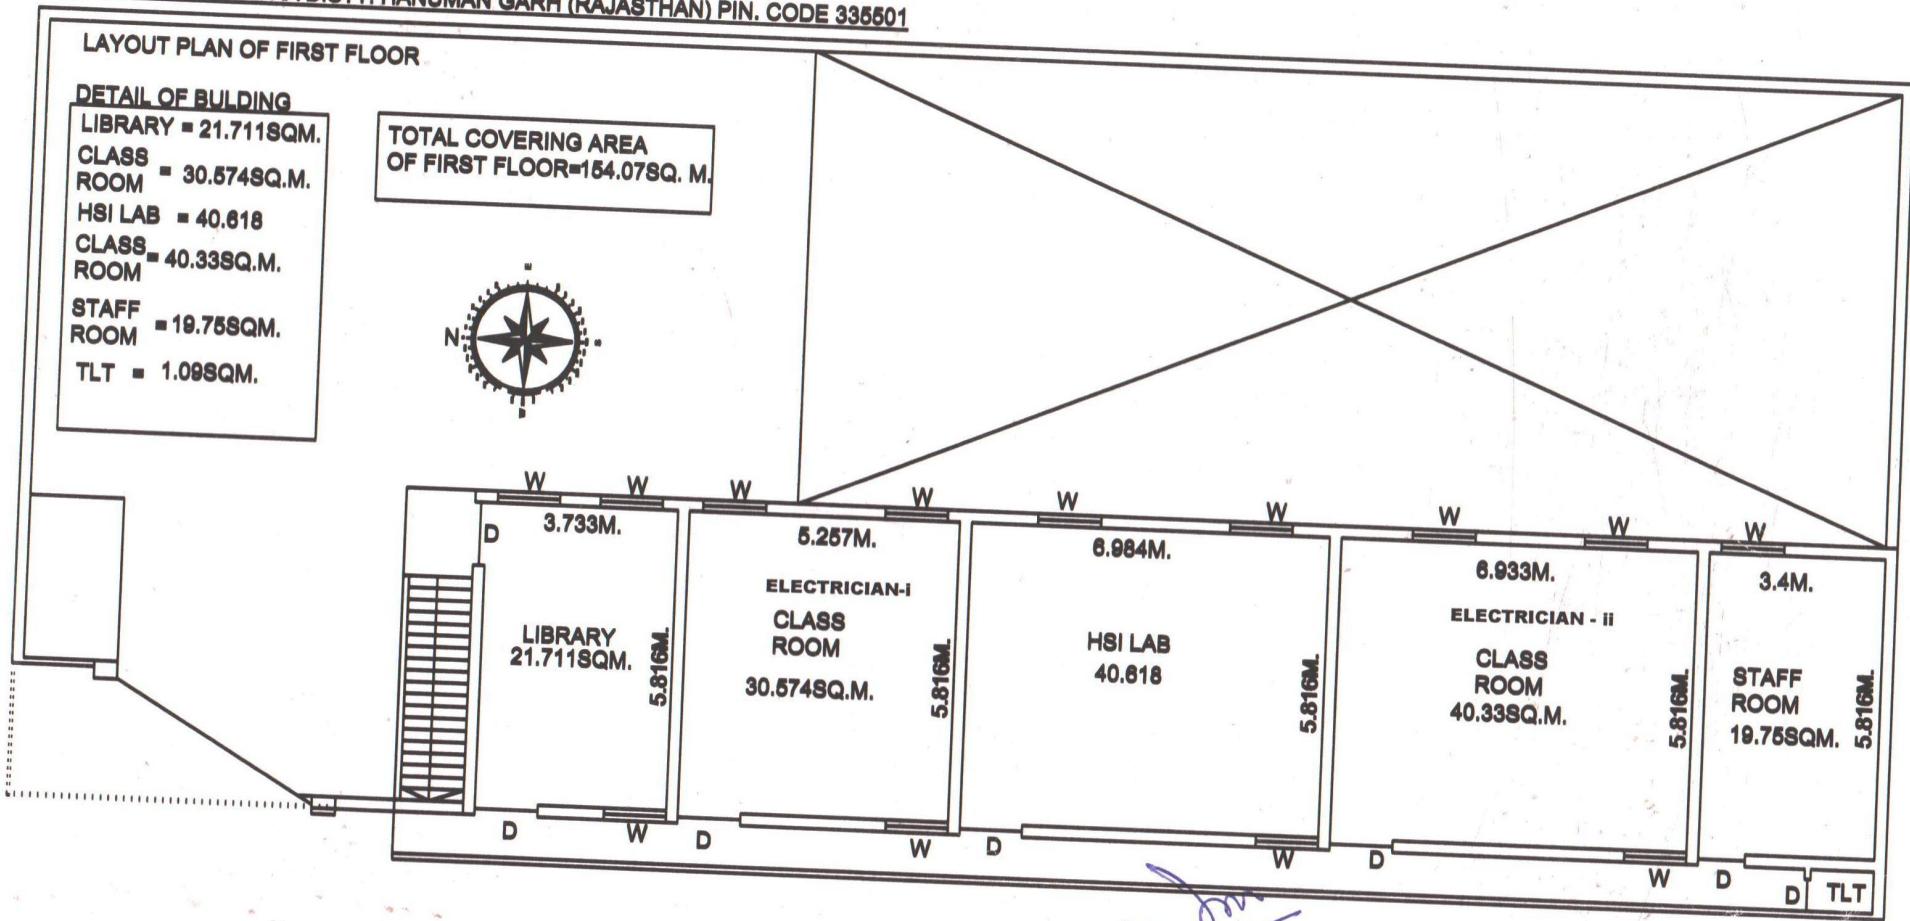 HANUMAN GARH (RAJASTHAN) PIN. CODE 335501
LAYOUT PLAN OF FIRST FLOOR
DETAIL OF BULDING
LIBRARY = 21.711SQM.
CLASS
ROOM = 30.574SQ.M.
HSI LAB = 40.618
CLASS
ROOM = 40.33SQ.M.
STAFF
ROOM = 19.75SQM.
TLT = 1.09SQM.
TOTAL COVERING AREA
OF FIRST FLOOR=154.07SQ. M.
N
W W W W W W W W W
D
3.733M.
5.257M.
6.984M.
6.933M.
3.4M.
LIBRARY
21.711SQM.
5.816M.
ELECTRICIAN-i
CLASS
ROOM
30.574SQ.M.
5.816M.
HSI LAB
40.618
5.816M.
ELECTRICIAN - ii
CLASS
ROOM
40.33SQ.M.
5.816M.
STAFF
ROOM
19.75SQM.
5.816M.
D W D W D W D W D
D TLT